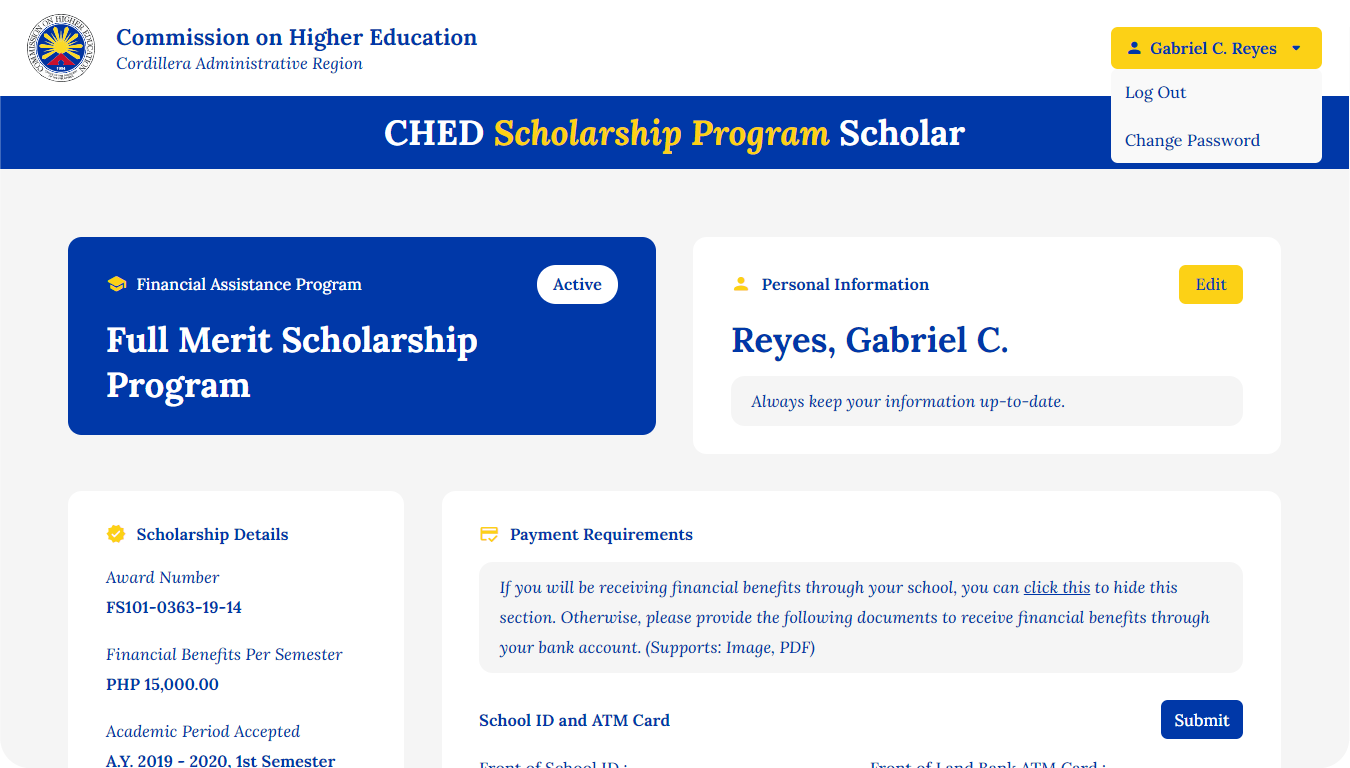 Commission on Higher Education
Cordillera Administrative Region
Gabriel C. Reyes
Log Out
Change Password
CHED Scholarship Program Scholar
Financial Assistance Program
Active
Full Merit Scholarship
Program
Personal Information
Edit
Reyes, Gabriel C.
Always keep your information up-to-date.
Scholarship Details
Award Number
FS101-0363-19-14
Financial Benefits Per Semester
PHP 15,000.00
Academic Period Accepted
A.Y. 2019 - 2020, 1st Semester
Payment Requirements
If you will be receiving financial benefits through your school, you can click this to hide this
section. Otherwise, please provide the following documents to receive financial benefits through
your bank account. (Supports: Image, PDF)
School ID and ATM Card
Submit
Front of School ID :
Front of Land Bank ATM Card :